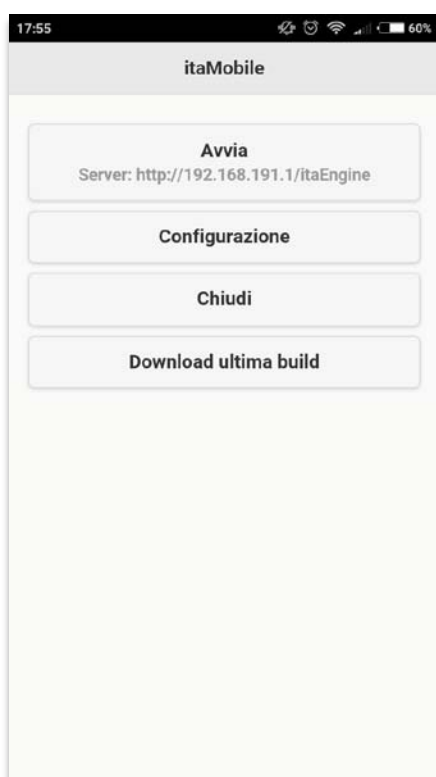 17:55 60%
itaMobile
Avvia
Server: http://192.168.191.1/itaEngine
Configurazione
Chiudi
Download ultima build